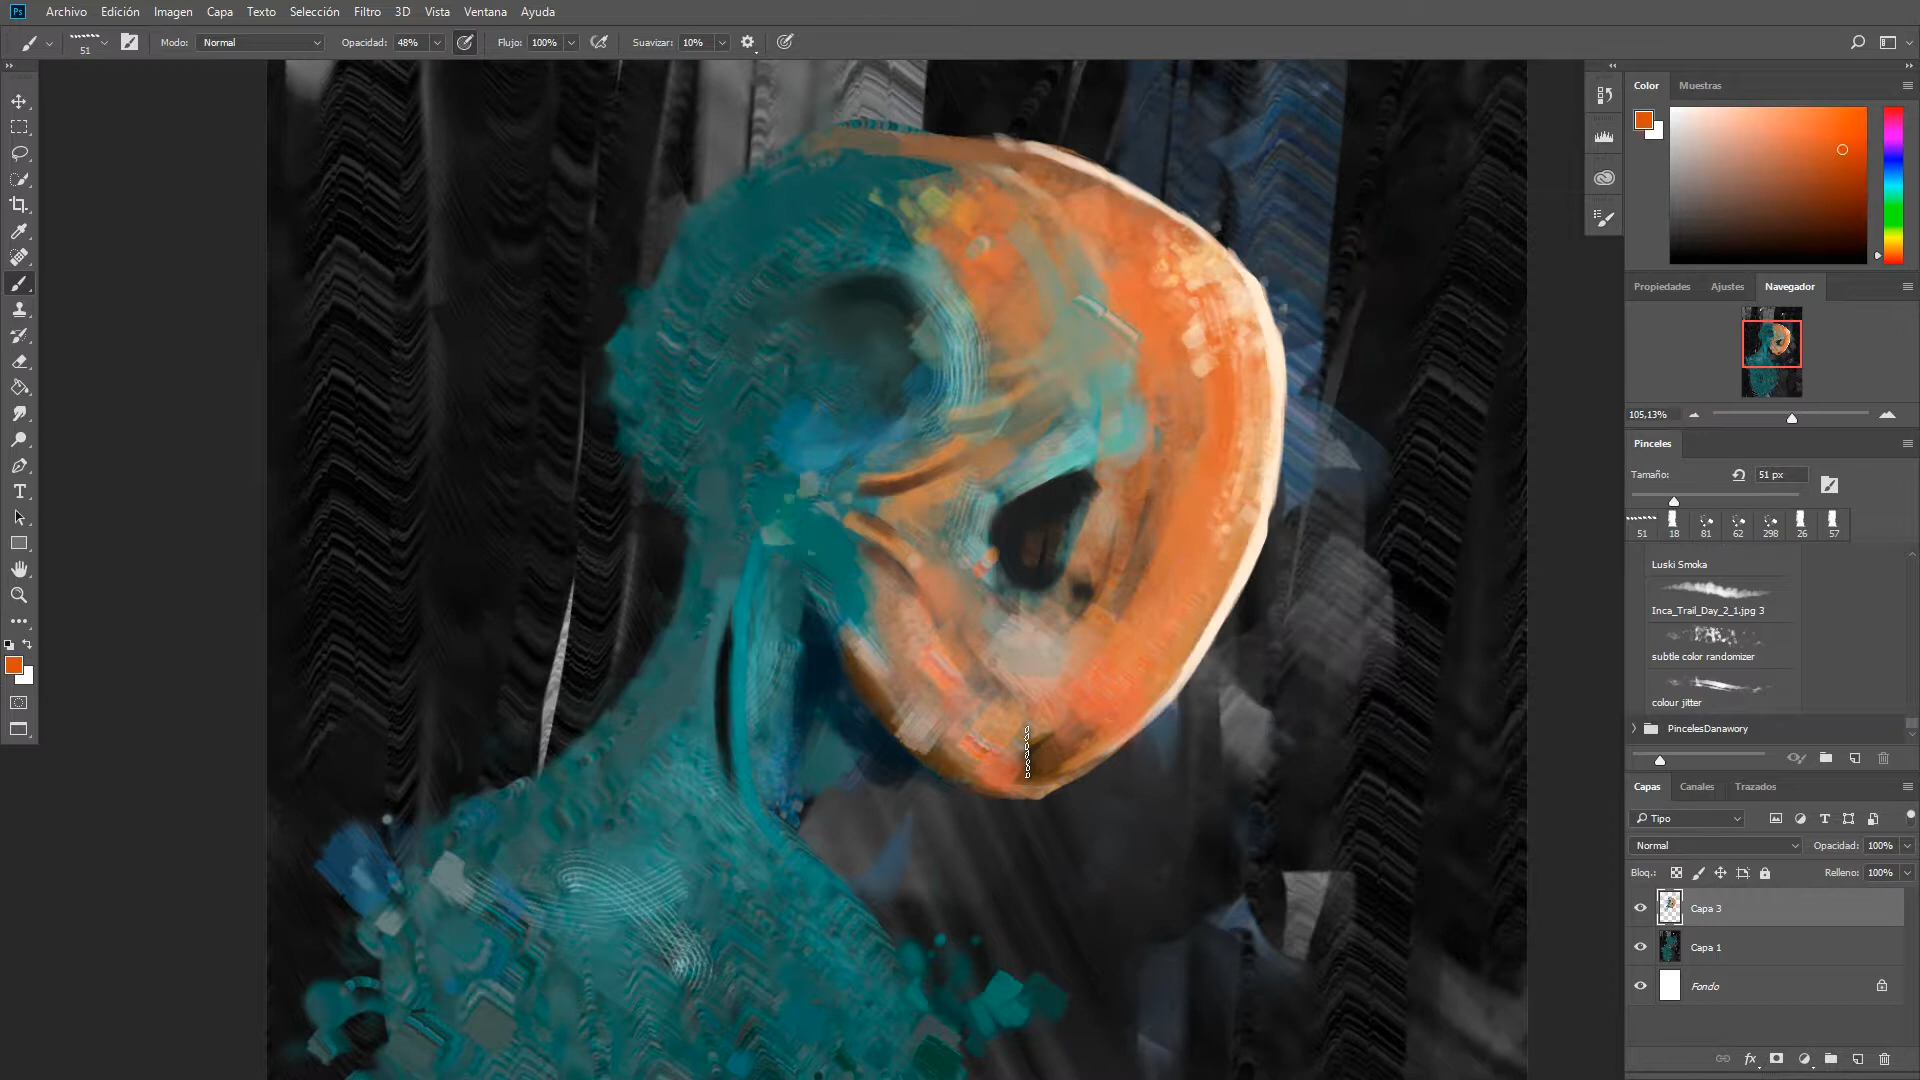 Ps Archivo Edición Imagen Capa Texto Selección Filtro 3D Vista Ventana Ayuda
51 Modo: Normal Opacidad: 48% Flujo: 100% Suavizar: 10%
Color Muestras
Propiedades Ajustes Navegador
105,13%
Pinceles
Tamaño: 51 px
51 18 81 62 298 26 57
Luski Smoka
Inca_Trail_Day_2_1.jpg 3
subtle color randomizer
colour jitter
PincelesDanawory
Capas Canales Trazados
Tipo
Normal Opacidad: 100%
Bloq.: Relleno: 100%
Capa 3
Capa 1
Fondo